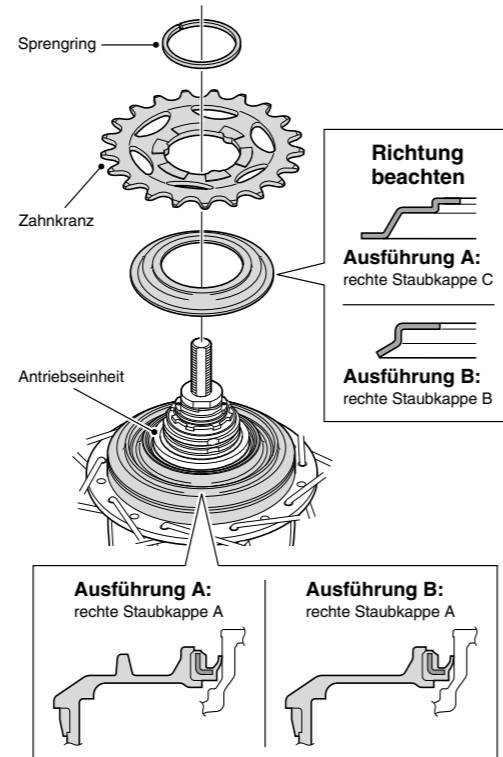 Sprengring
Zahnkranz
Richtung
beachten
Ausführung A:
rechte Staubkappe C
Ausführung B:
rechte Staubkappe B
Antriebseinheit
Ausführung A:
rechte Staubkappe A
Ausführung B:
rechte Staubkappe A